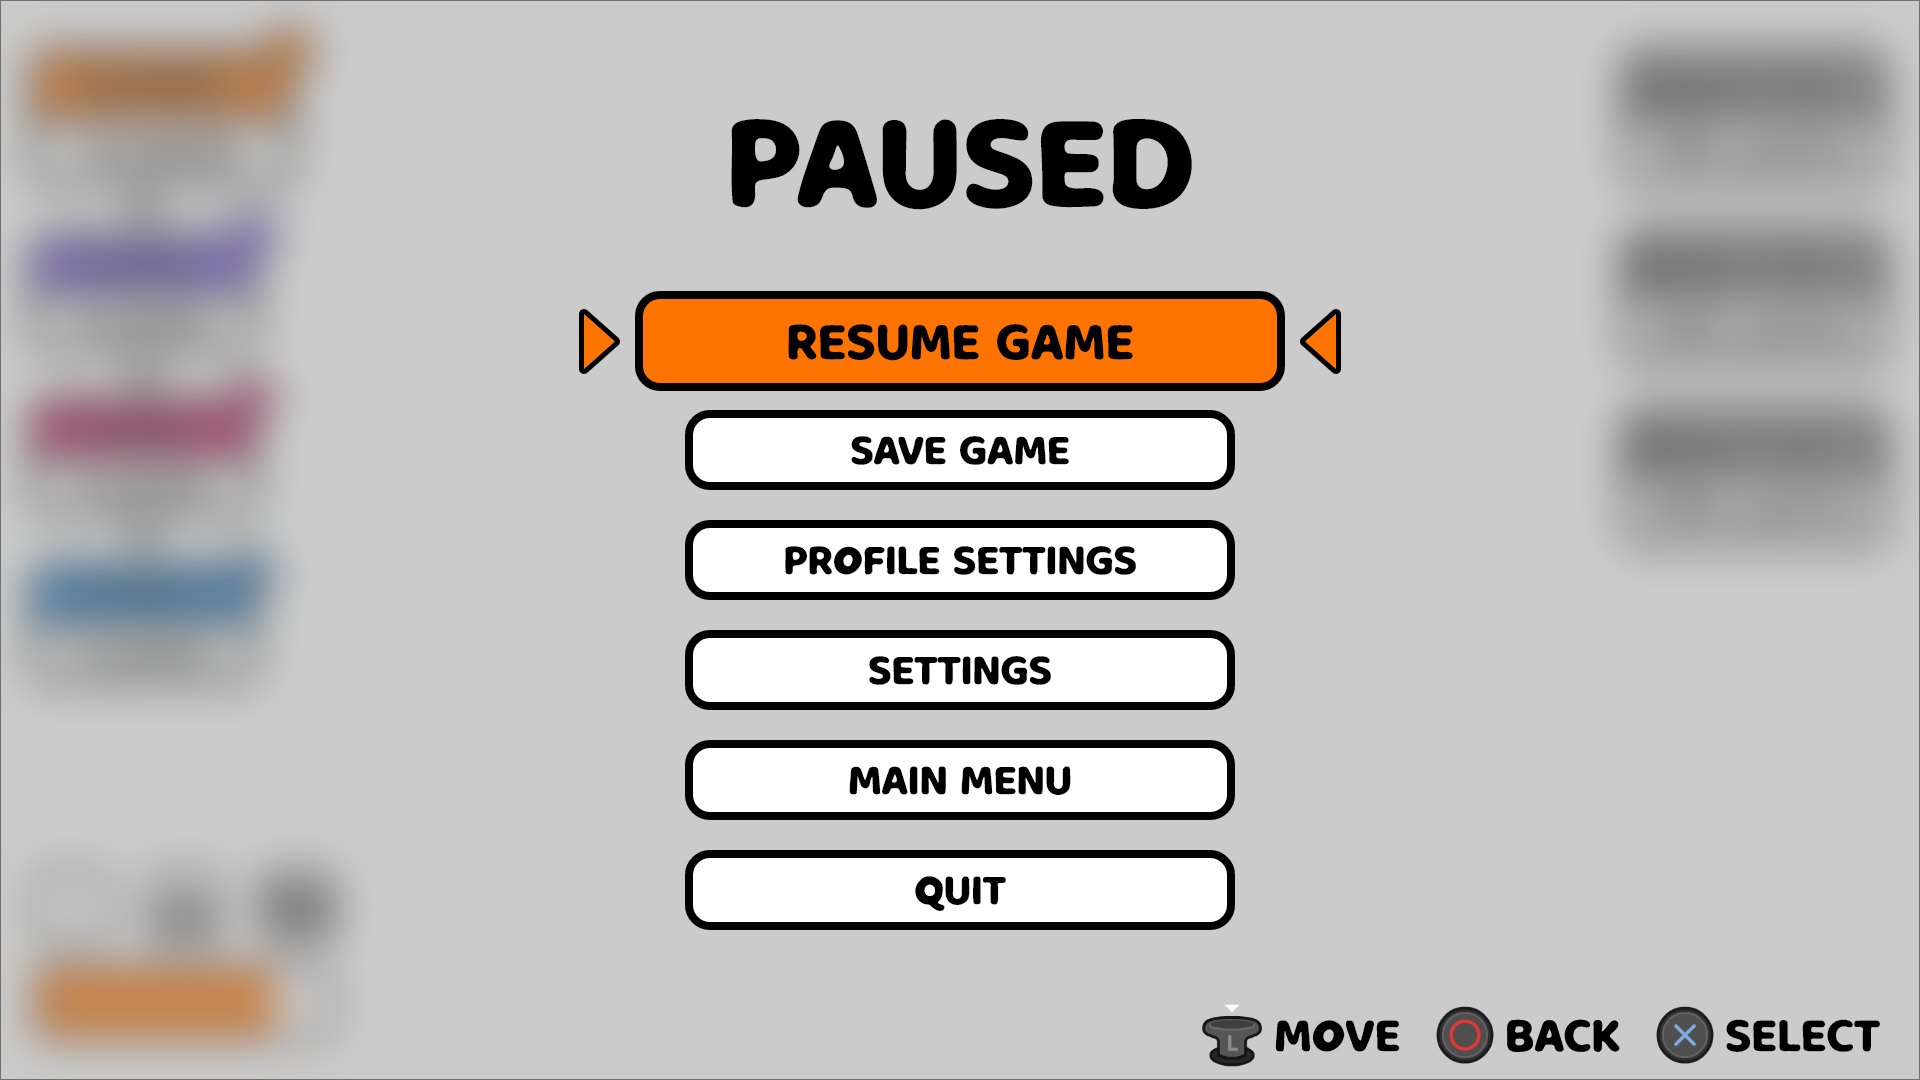 PAUSED
RESUME GAME
SAVE GAME
PROFILE SETTINGS
SETTINGS
MAIN MENU
QUIT
L MOVE BACK SELECT